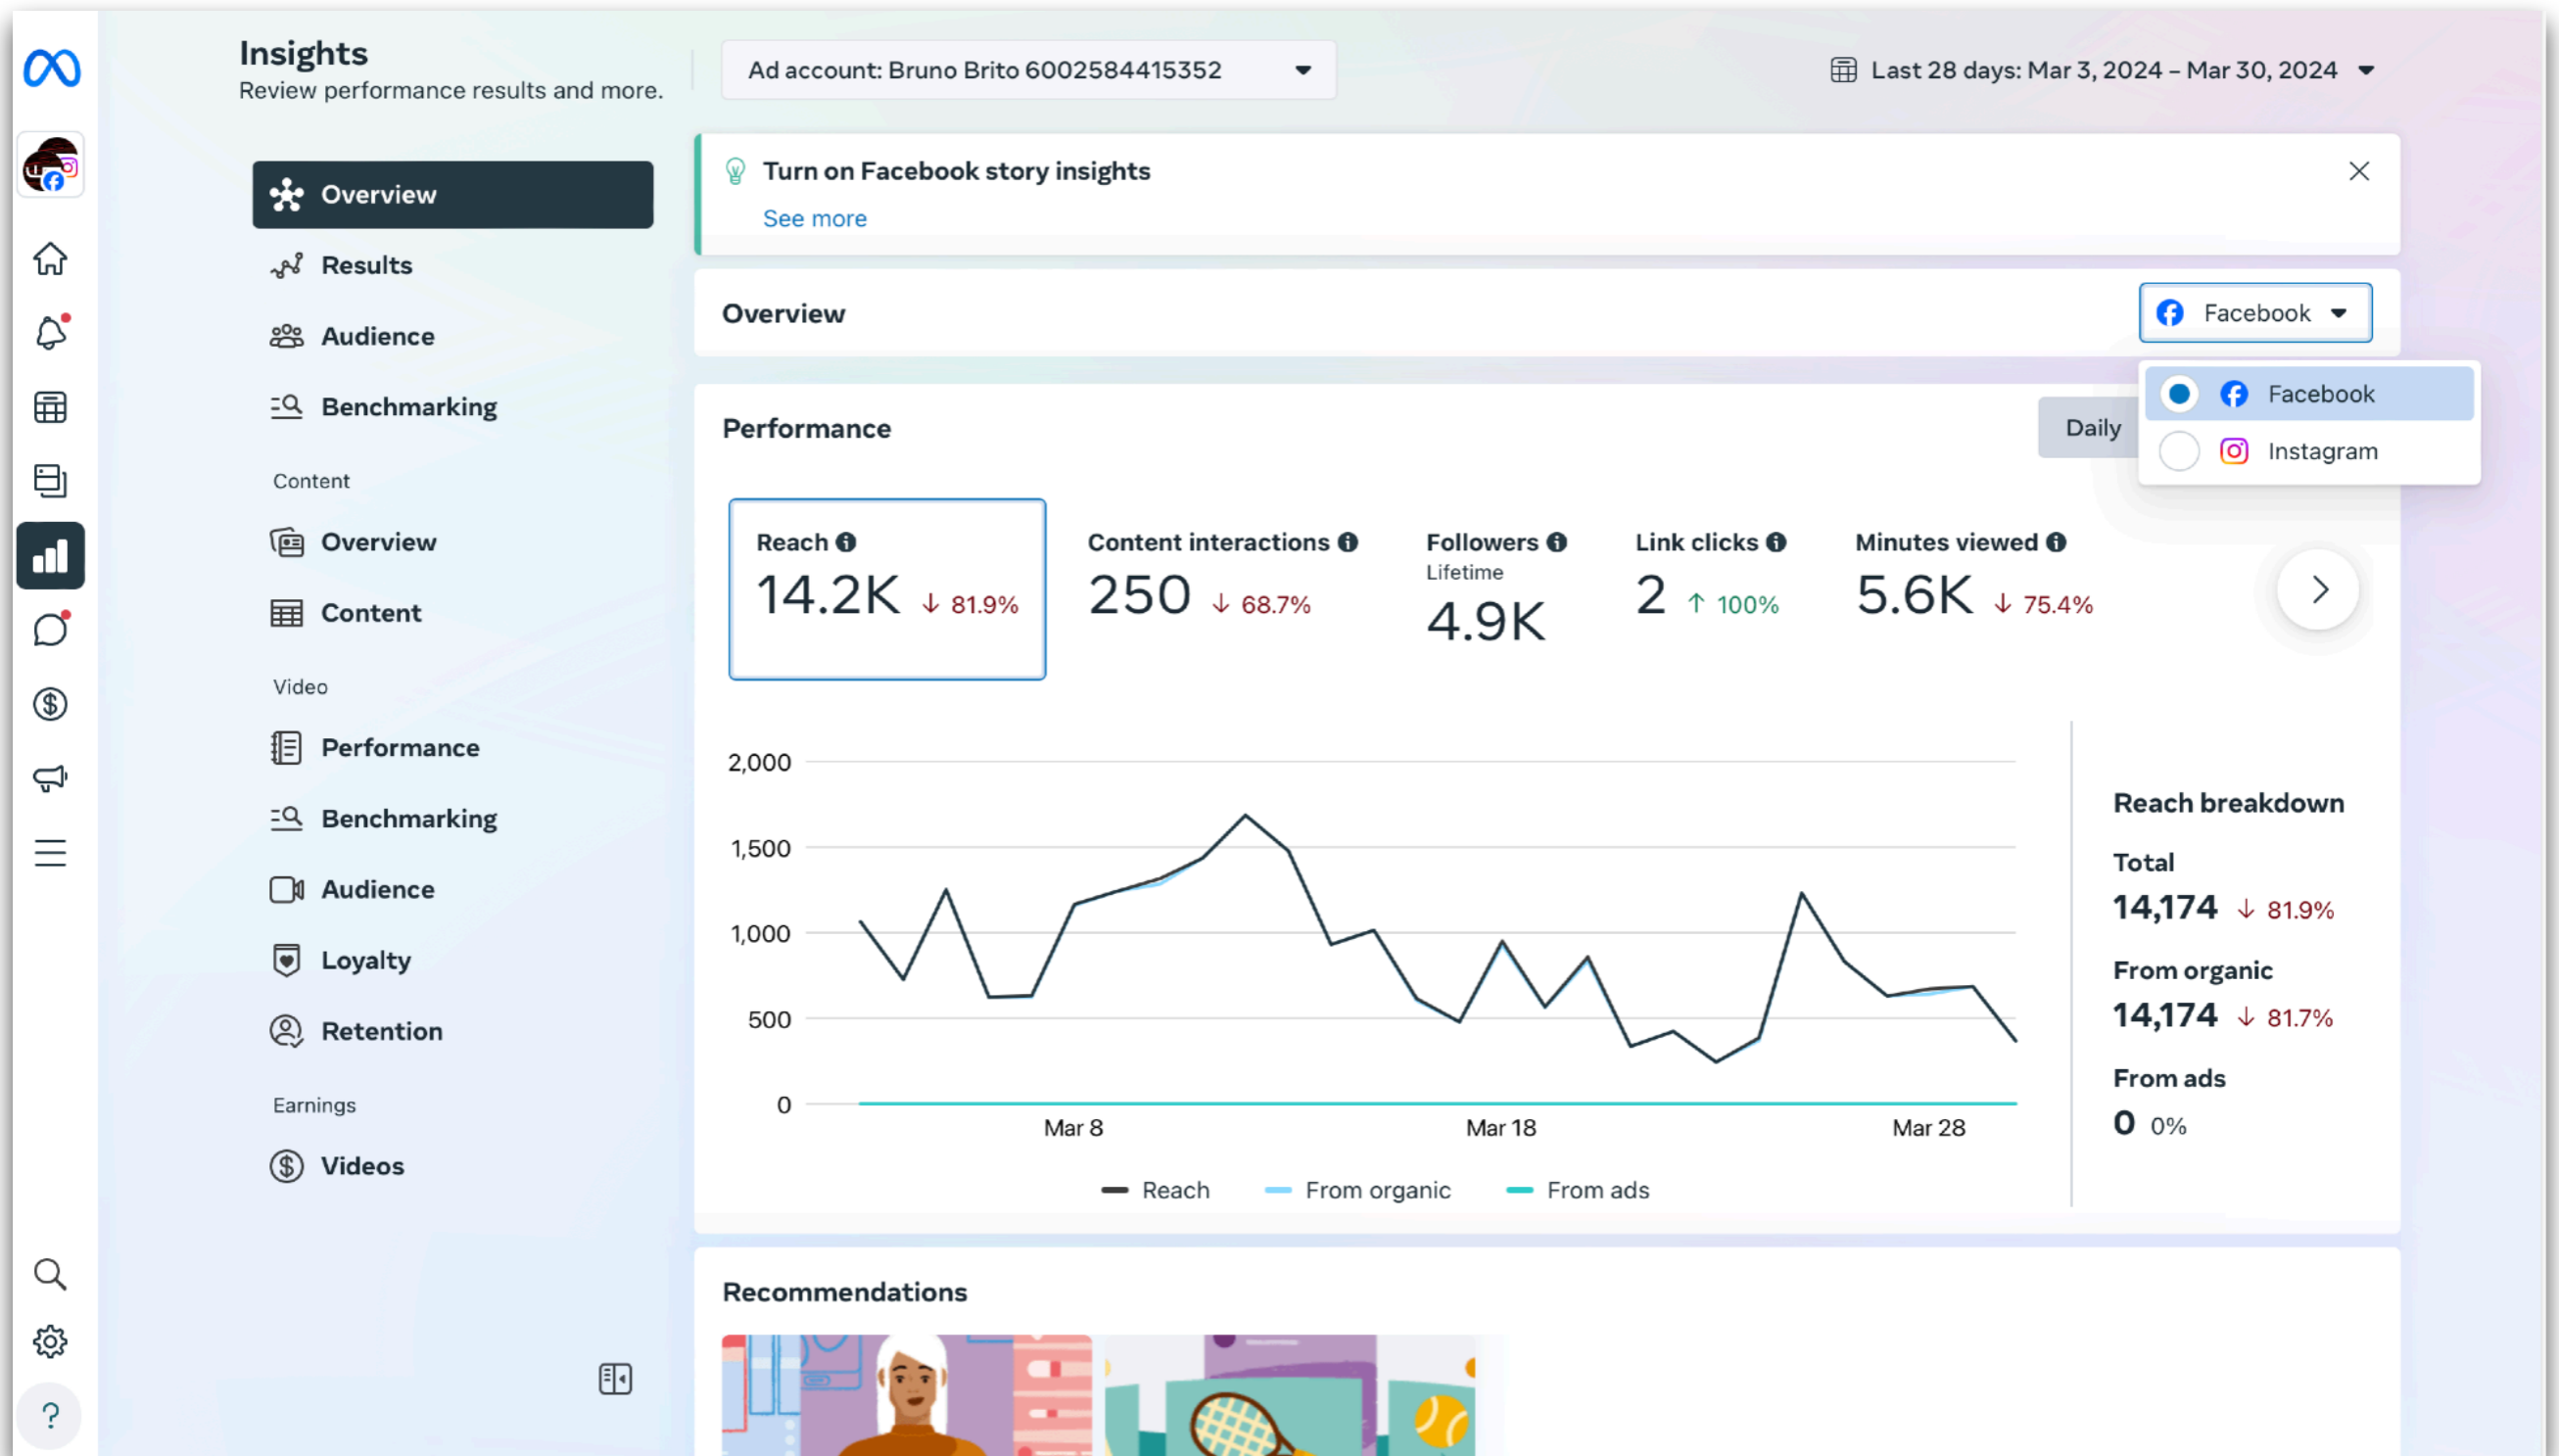 Insights
Review performance results and more.
Ad account: Bruno Brito 6002584415352
Last 28 days: Mar 3, 2024 – Mar 30, 2024
Overview
Results
Audience
Benchmarking
Content
Overview
Content
Video
Performance
Benchmarking
Audience
Loyalty
Retention
Earnings
Videos
?
Turn on Facebook story insights
See more
Overview
Facebook
Facebook
Instagram
Performance
Daily
Reach
14.2K ↓ 81.9%
Content interactions
250 ↓ 68.7%
Followers
Lifetime
4.9K
Link clicks
2 ↑ 100%
Minutes viewed
5.6K ↓ 75.4%
2,000
1,500
1,000
500
0
Mar 8 Mar 18 Mar 28
Reach From organic From ads
Reach breakdown
Total
14,174 ↓ 81.9%
From organic
14,174 ↓ 81.7%
From ads
0 0%
Recommendations